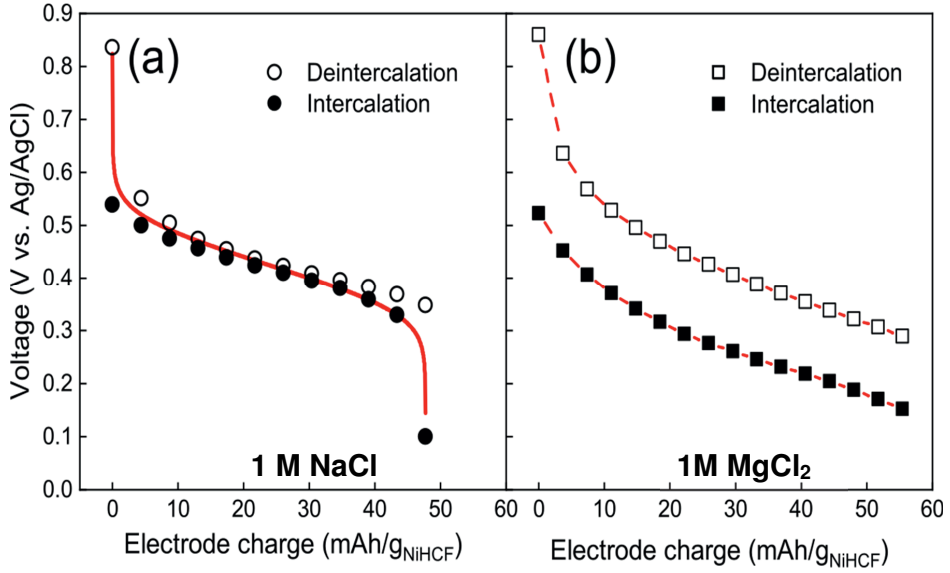 0.9
0.8
0.7
0.6
0.5
0.4
0.3
0.2
0.1
0.0
Voltage (V vs. Ag/AgCl)
(a)
Deintercalation
Intercalation
1 M NaCl
0 10 20 30 40 50 60
Electrode charge (mAh/gNiHCF)
(b)
Deintercalation
Intercalation
1M MgCl2
0 10 20 30 40 50 60
Electrode charge (mAh/gNiHCF)